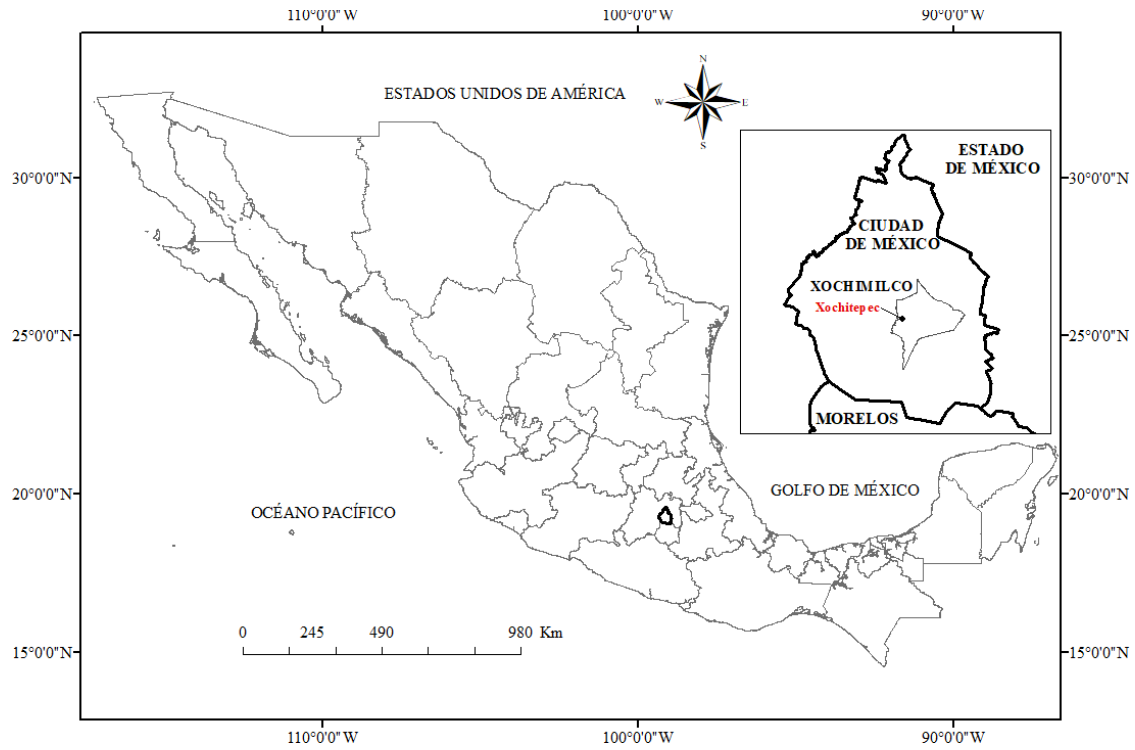 110°0'0"W 100°0'0"W 90°0'0"W
N
W E
S
ESTADOS UNIDOS DE AMÉRICA
ESTADO
DE MÉXICO
CIUDAD
DE MÉXICO
XOCHIMILCO
Xochitepec
MORELOS
30°0'0"N 30°0'0"N
25°0'0"N 25°0'0"N
20°0'0"N 20°0'0"N
GOLFO DE MÉXICO
OCÉANO PACÍFICO
0 245 490 980 Km
15°0'0"N 15°0'0"N
110°0'0"W 100°0'0"W 90°0'0"W